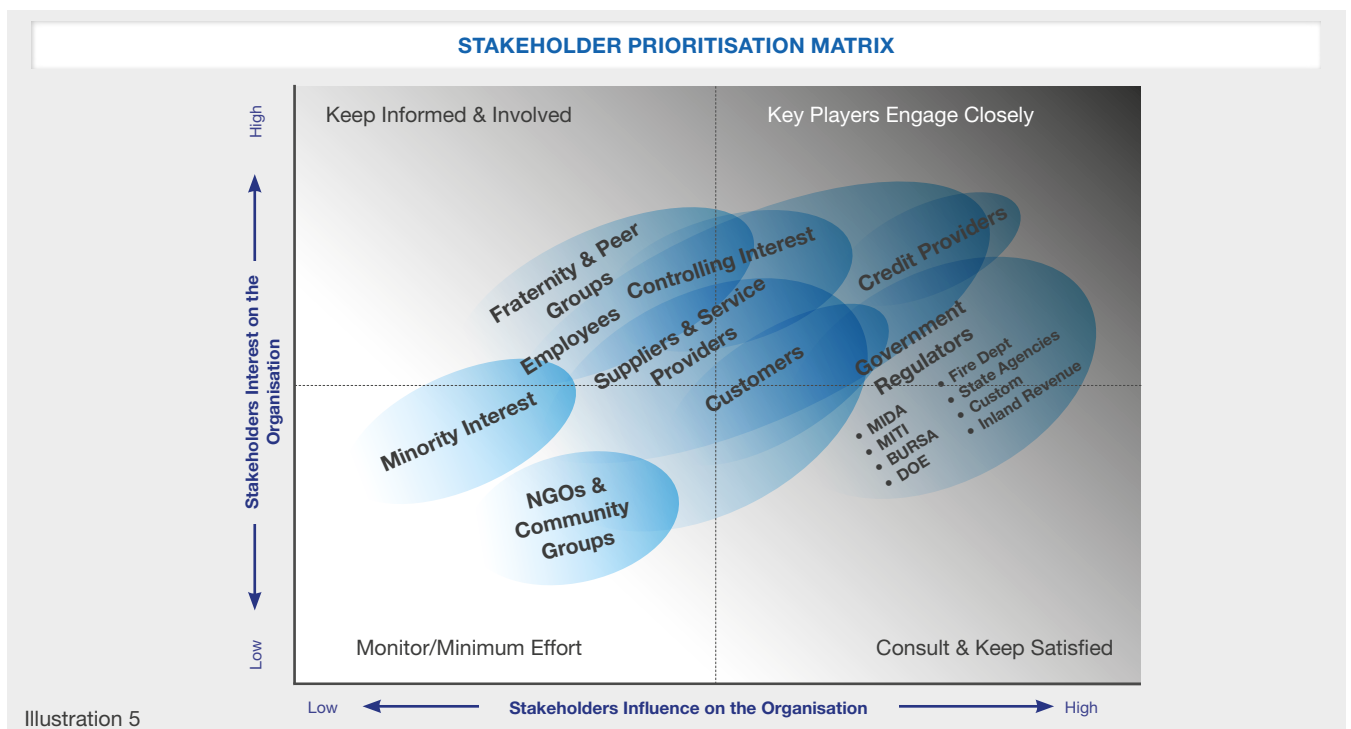 STAKEHOLDER PRIORITISATION MATRIX
Keep Informed & Involved
Key Players Engage Closely
High
Stakeholders Interest on the
Organisation
Low
Fraternity & Peer
Groups
Employees
Controlling Interest
Suppliers & Service
Providers
Customers
Credit Providers
Government
Regulators
• Fire Dept
• State Agencies
• Custom
• Inland Revenue
• MIDA
• MITI
• BURSA
• DOE
Minority Interest
NGOs &
Community
Groups
Monitor/Minimum Effort
Consult & Keep Satisfied
Low
Stakeholders Influence on the Organisation
High
Illustration 5